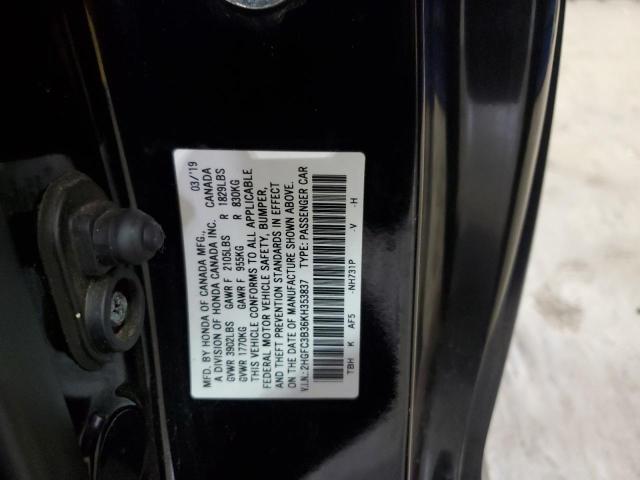 MFD. BY HONDA OF CANADA MFG., 03/'19
A DIVISION OF HONDA CANADA INC. CANADA
GVWR 3902LBS GAWR F 2105LBS R 1829LBS
GVWR 1770KG GAWR F 955KG R 830KG
THIS VEHICLE CONFORMS TO ALL APPLICABLE
FEDERAL MOTOR VEHICLE SAFETY, BUMPER,
AND THEFT PREVENTION STANDARDS IN EFFECT
ON THE DATE OF MANUFACTURE SHOWN ABOVE.
V.I.N.: 2HGFC3B36KH353837 TYPE: PASSENGER CAR
TBH K AF5 -NH731P -V -H